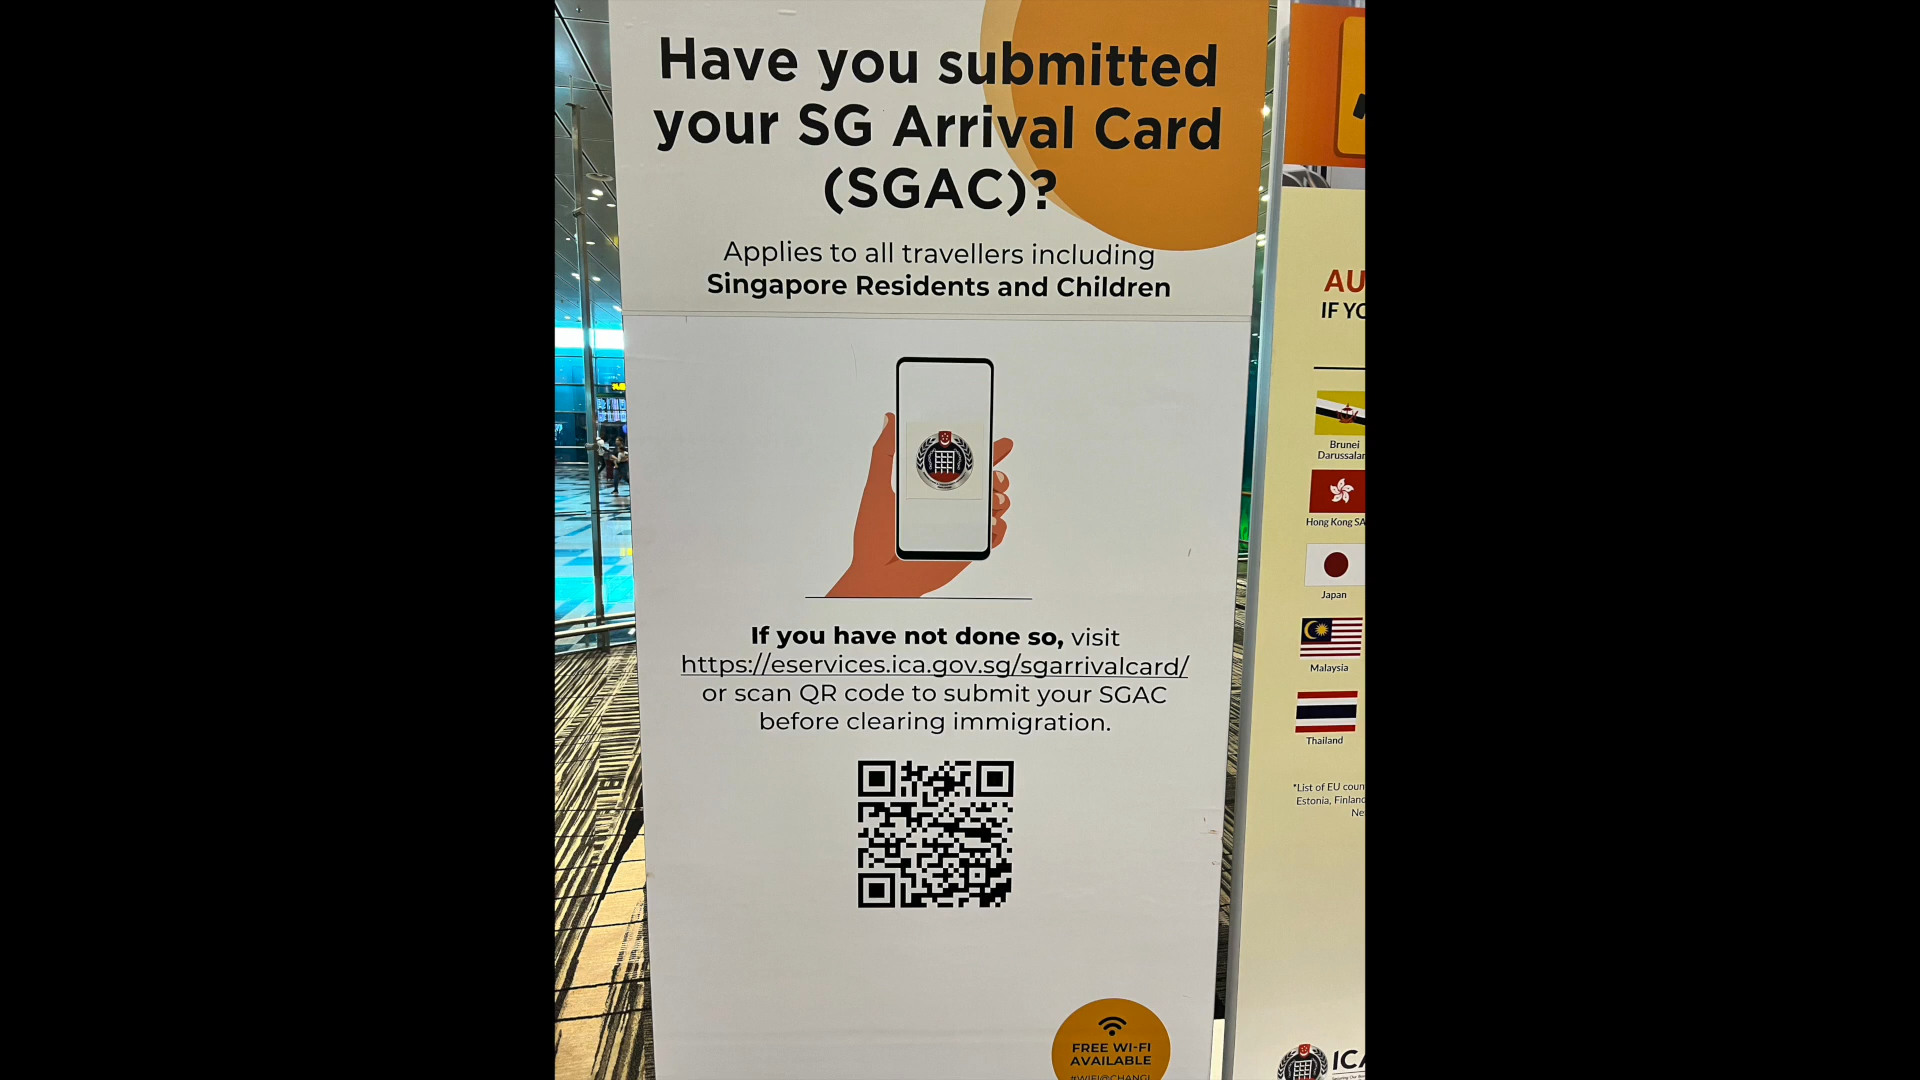 Have you submitted
your SG Arrival Card
(SGAC)?
Applies to all travellers including
Singapore Residents and Children
If you have not done so, visit
https://eservices.ica.gov.sg/sgarrivalcard/
or scan QR code to submit your SGAC
before clearing immigration.
FREE WI-FI
AVAILABLE
#WIFI@CHANGI
AU
IF YO
Brunei
Darussala
Hong Kong SA
Japan
Malaysia
Thailand
*List of EU coun
Estonia, Finland
Ne
ICA